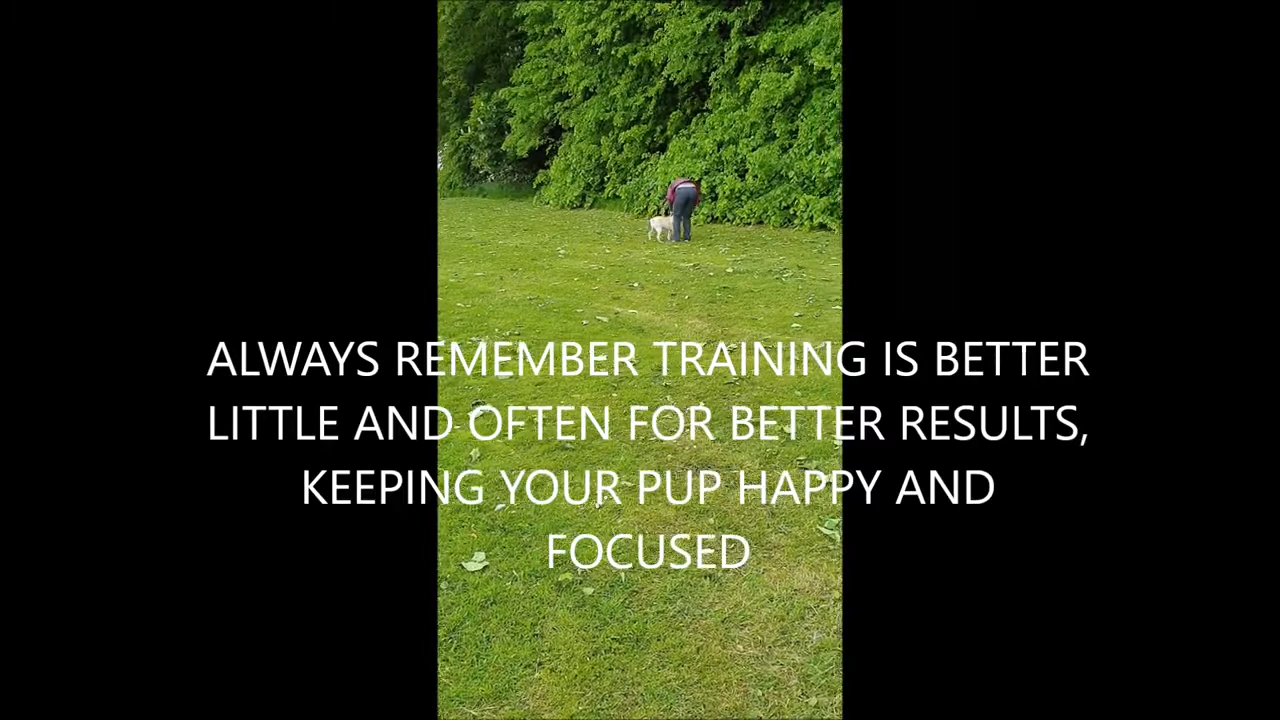 ALWAYS REMEMBER TRAINING IS BETTER
LITTLE AND OFTEN FOR BETTER RESULTS,
KEEPING YOUR PUP HAPPY AND
FOCUSED